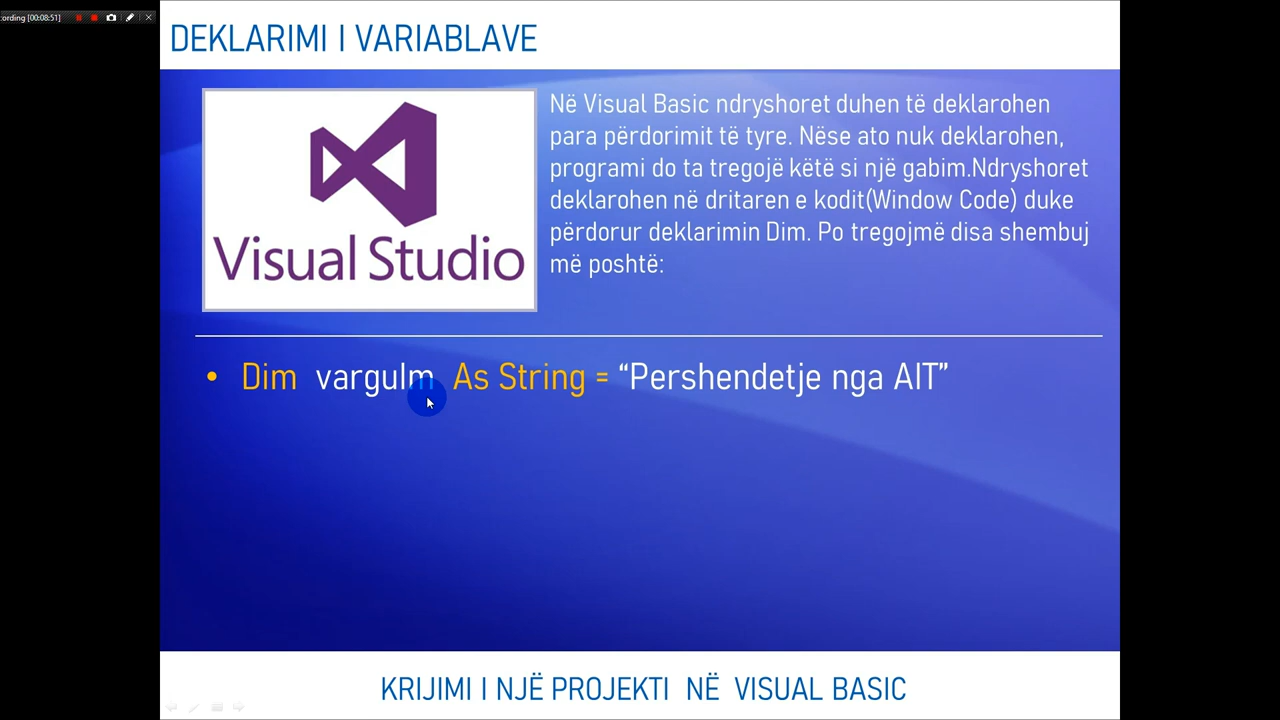 cording [00:08:51]
DEKLARIMI I VARIABLAVE
Visual Studio
Në Visual Basic ndryshoret duhen të deklarohen
para përdorimit të tyre. Nëse ato nuk deklarohen,
programi do ta tregojë këtë si një gabim.Ndryshoret
deklarohen në dritaren e kodit(Window Code) duke
përdorur deklarimin Dim. Po tregojmë disa shembuj
më poshtë:
• Dim vargulm As String = “Pershendetje nga AIT”
KRIJIMI I NJË PROJEKTI NË VISUAL BASIC